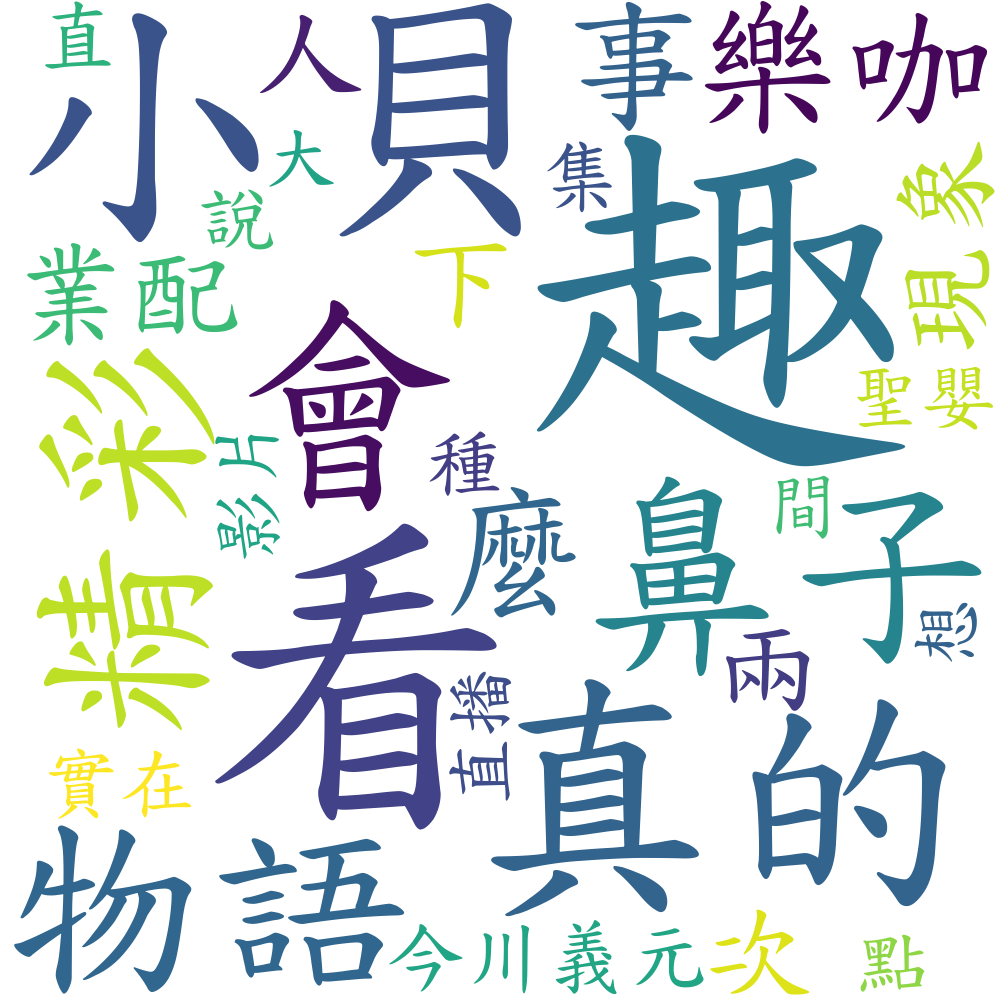 直
人
小唄
事
樂咖
大
集
趣
現象
說
業配
下
會
聖嬰
精彩
影片
種
麼
鼻子
間
看
想
兩
直播
真的
實在
物語
今川義元
次
點